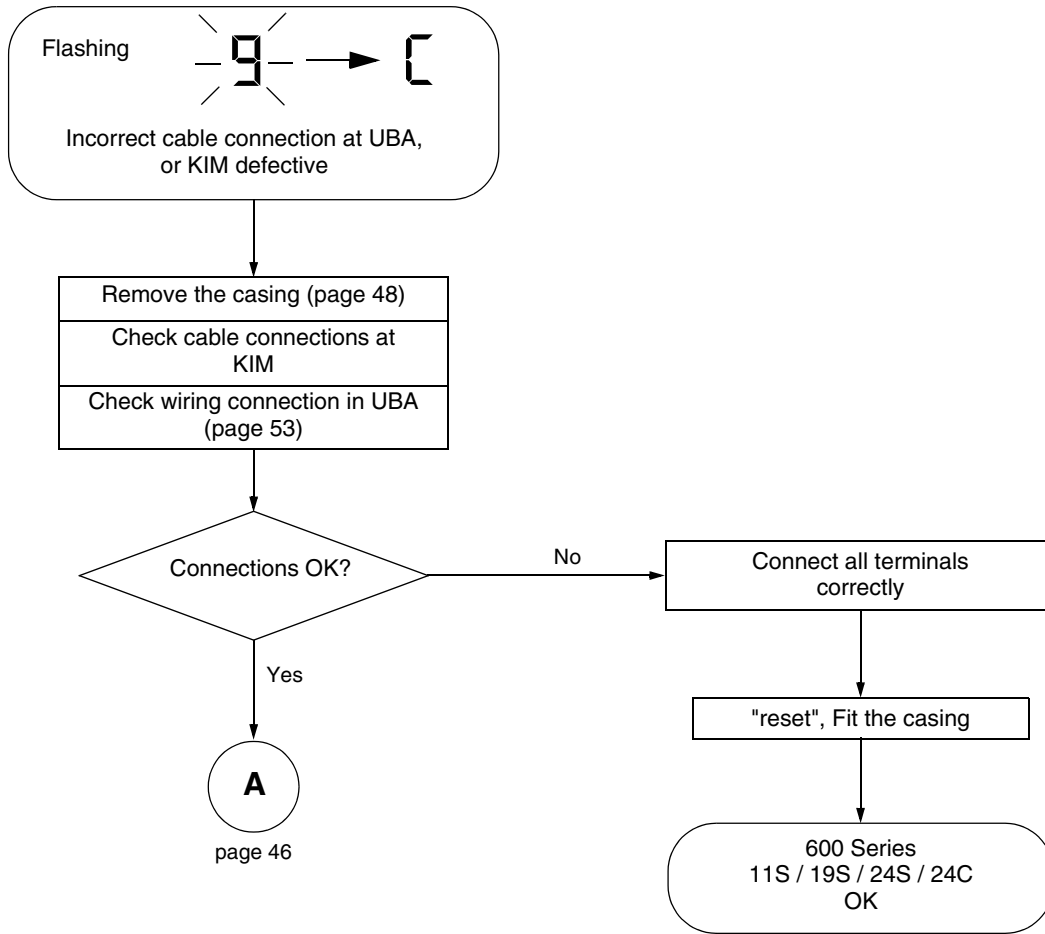 Flashing
9
C
Incorrect cable connection at UBA,
or KIM defective
Remove the casing (page 48)
Check cable connections at
KIM
Check wiring connection in UBA
(page 53)
Connections OK?
No
Connect all terminals
correctly
Yes
"reset", Fit the casing
A
page 46
600 Series
11S / 19S / 24S / 24C
OK